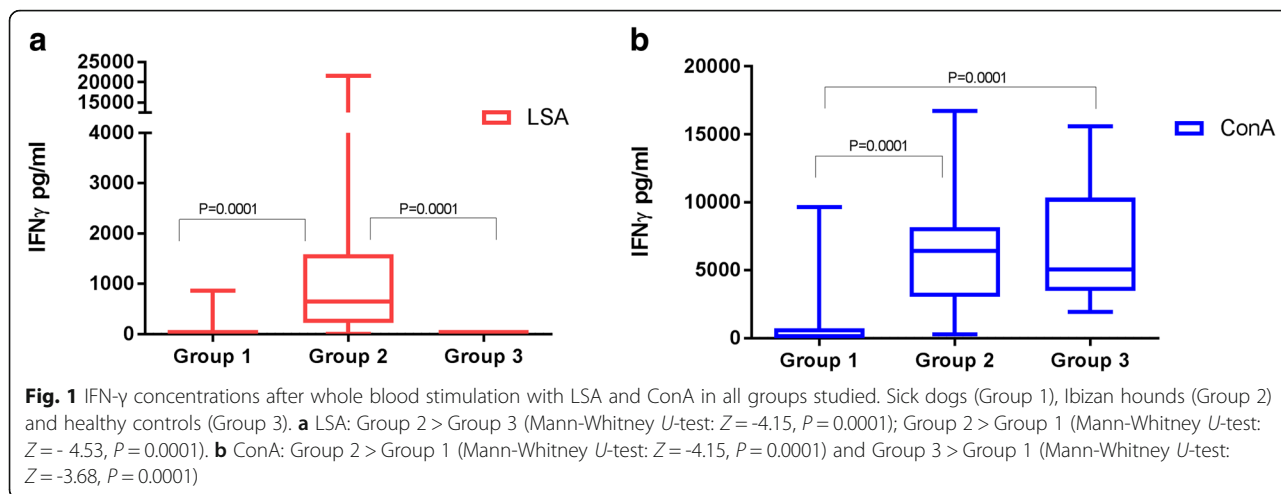 a
25000
20000
15000
10000
4000
3000
2000
1000
0
IFNγ pg/ml
P=0.0001
P=0.0001
LSA
Group 1 Group 2 Group 3
b
20000
15000
10000
5000
0
IFNγ pg/ml
P=0.0001
P=0.0001
ConA
Group 1 Group 2 Group 3
Fig. 1 IFN-γ concentrations after whole blood stimulation with LSA and ConA in all groups studied. Sick dogs (Group 1), Ibizan hounds (Group 2)
and healthy controls (Group 3). a LSA: Group 2 > Group 3 (Mann-Whitney U-test: Z = -4.15, P = 0.0001); Group 2 > Group 1 (Mann-Whitney U-test:
Z = - 4.53, P = 0.0001). b ConA: Group 2 > Group 1 (Mann-Whitney U-test: Z = -4.15, P = 0.0001) and Group 3 > Group 1 (Mann-Whitney U-test:
Z = -3.68, P = 0.0001)